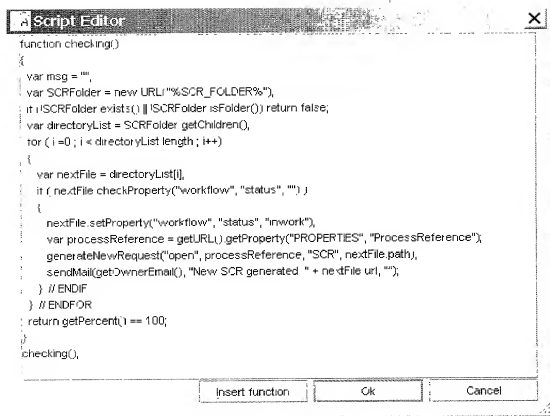 Script Editor
function checking()
{
var msg = "",
var SCRFolder = new URL("%SCR_FOLDER%"),
if (!SCRFolder exists() || !SCRFolder isFolder()) return false;
var directoryList = SCRFolder getChildren(),
for ( i =0 ; i < directoryList length ; i++)
{
var nextFile = directoryList[i],
if ( nextFile checkProperty("workflow", "status", "") )
{
nextFile.setProperty("workflow", "status", "inwork"),
var processReference = getURL().getProperty("PROPERTIES", "ProcessReference");
generateNewRequest("open", processReference, "SCR", nextFile.path),
sendMail(getOwnerEmail(), "New SCR generated " + nextFile url, "");
} // ENDIF
} // ENDFOR
return getPercent() == 100;
}
checking(),
Insert function
Ok
Cancel